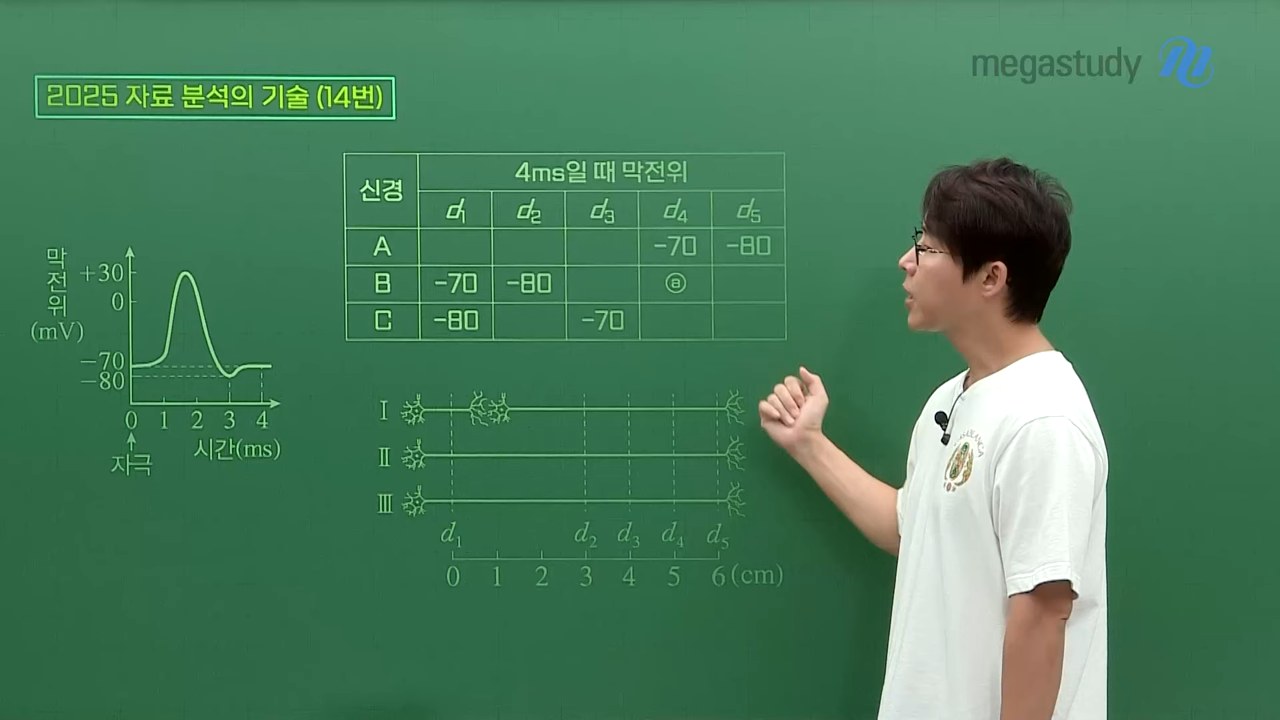 megastudy
2025 자료 분석의 기술 (14번)
신경 4ms일 때 막전위
d₁ d₂ d₃ d₄ d₅
A -70 -80
B -70 -80 ⓐ
C -80 -70
막전위
(mV)
+30
0
-70
-80
0 1 2 3 4
자극
시간(ms)
Ⅰ
Ⅱ
Ⅲ
d₁ d₂ d₃ d₄ d₅
0 1 2 3 4 5 6 (cm)